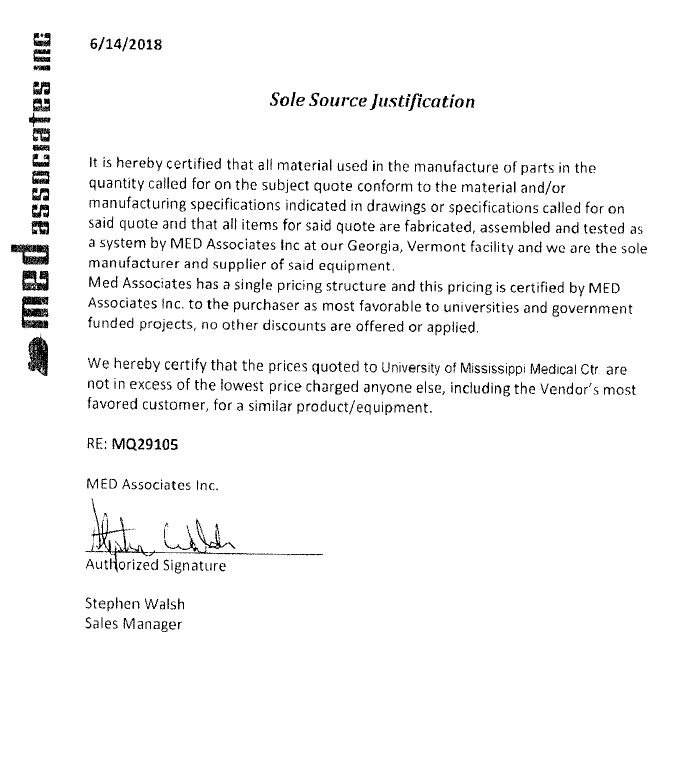 med associates inc
6/14/2018
Sole Source Justification
It is hereby certified that all material used in the manufacture of parts in the
quantity called for on the subject quote conform to the material and/or
manufacturing specifications indicated in drawings or specifications called for on
said quote and that all items for said quote are fabricated, assembled and tested as
a system by MED Associates Inc at our Georgia, Vermont facility and we are the sole
manufacturer and supplier of said equipment.
Med Associates has a single pricing structure and this pricing is certified by MED
Associates Inc. to the purchaser as most favorable to universities and government
funded projects, no other discounts are offered or applied.
We hereby certify that the prices quoted to University of Mississippi Medical Ctr are
not in excess of the lowest price charged anyone else, including the Vendor's most
favored customer, for a similar product/equipment.
RE: MQ29105
MED Associates Inc.
Stephen Walsh
Authorized Signature
Stephen Walsh
Sales Manager